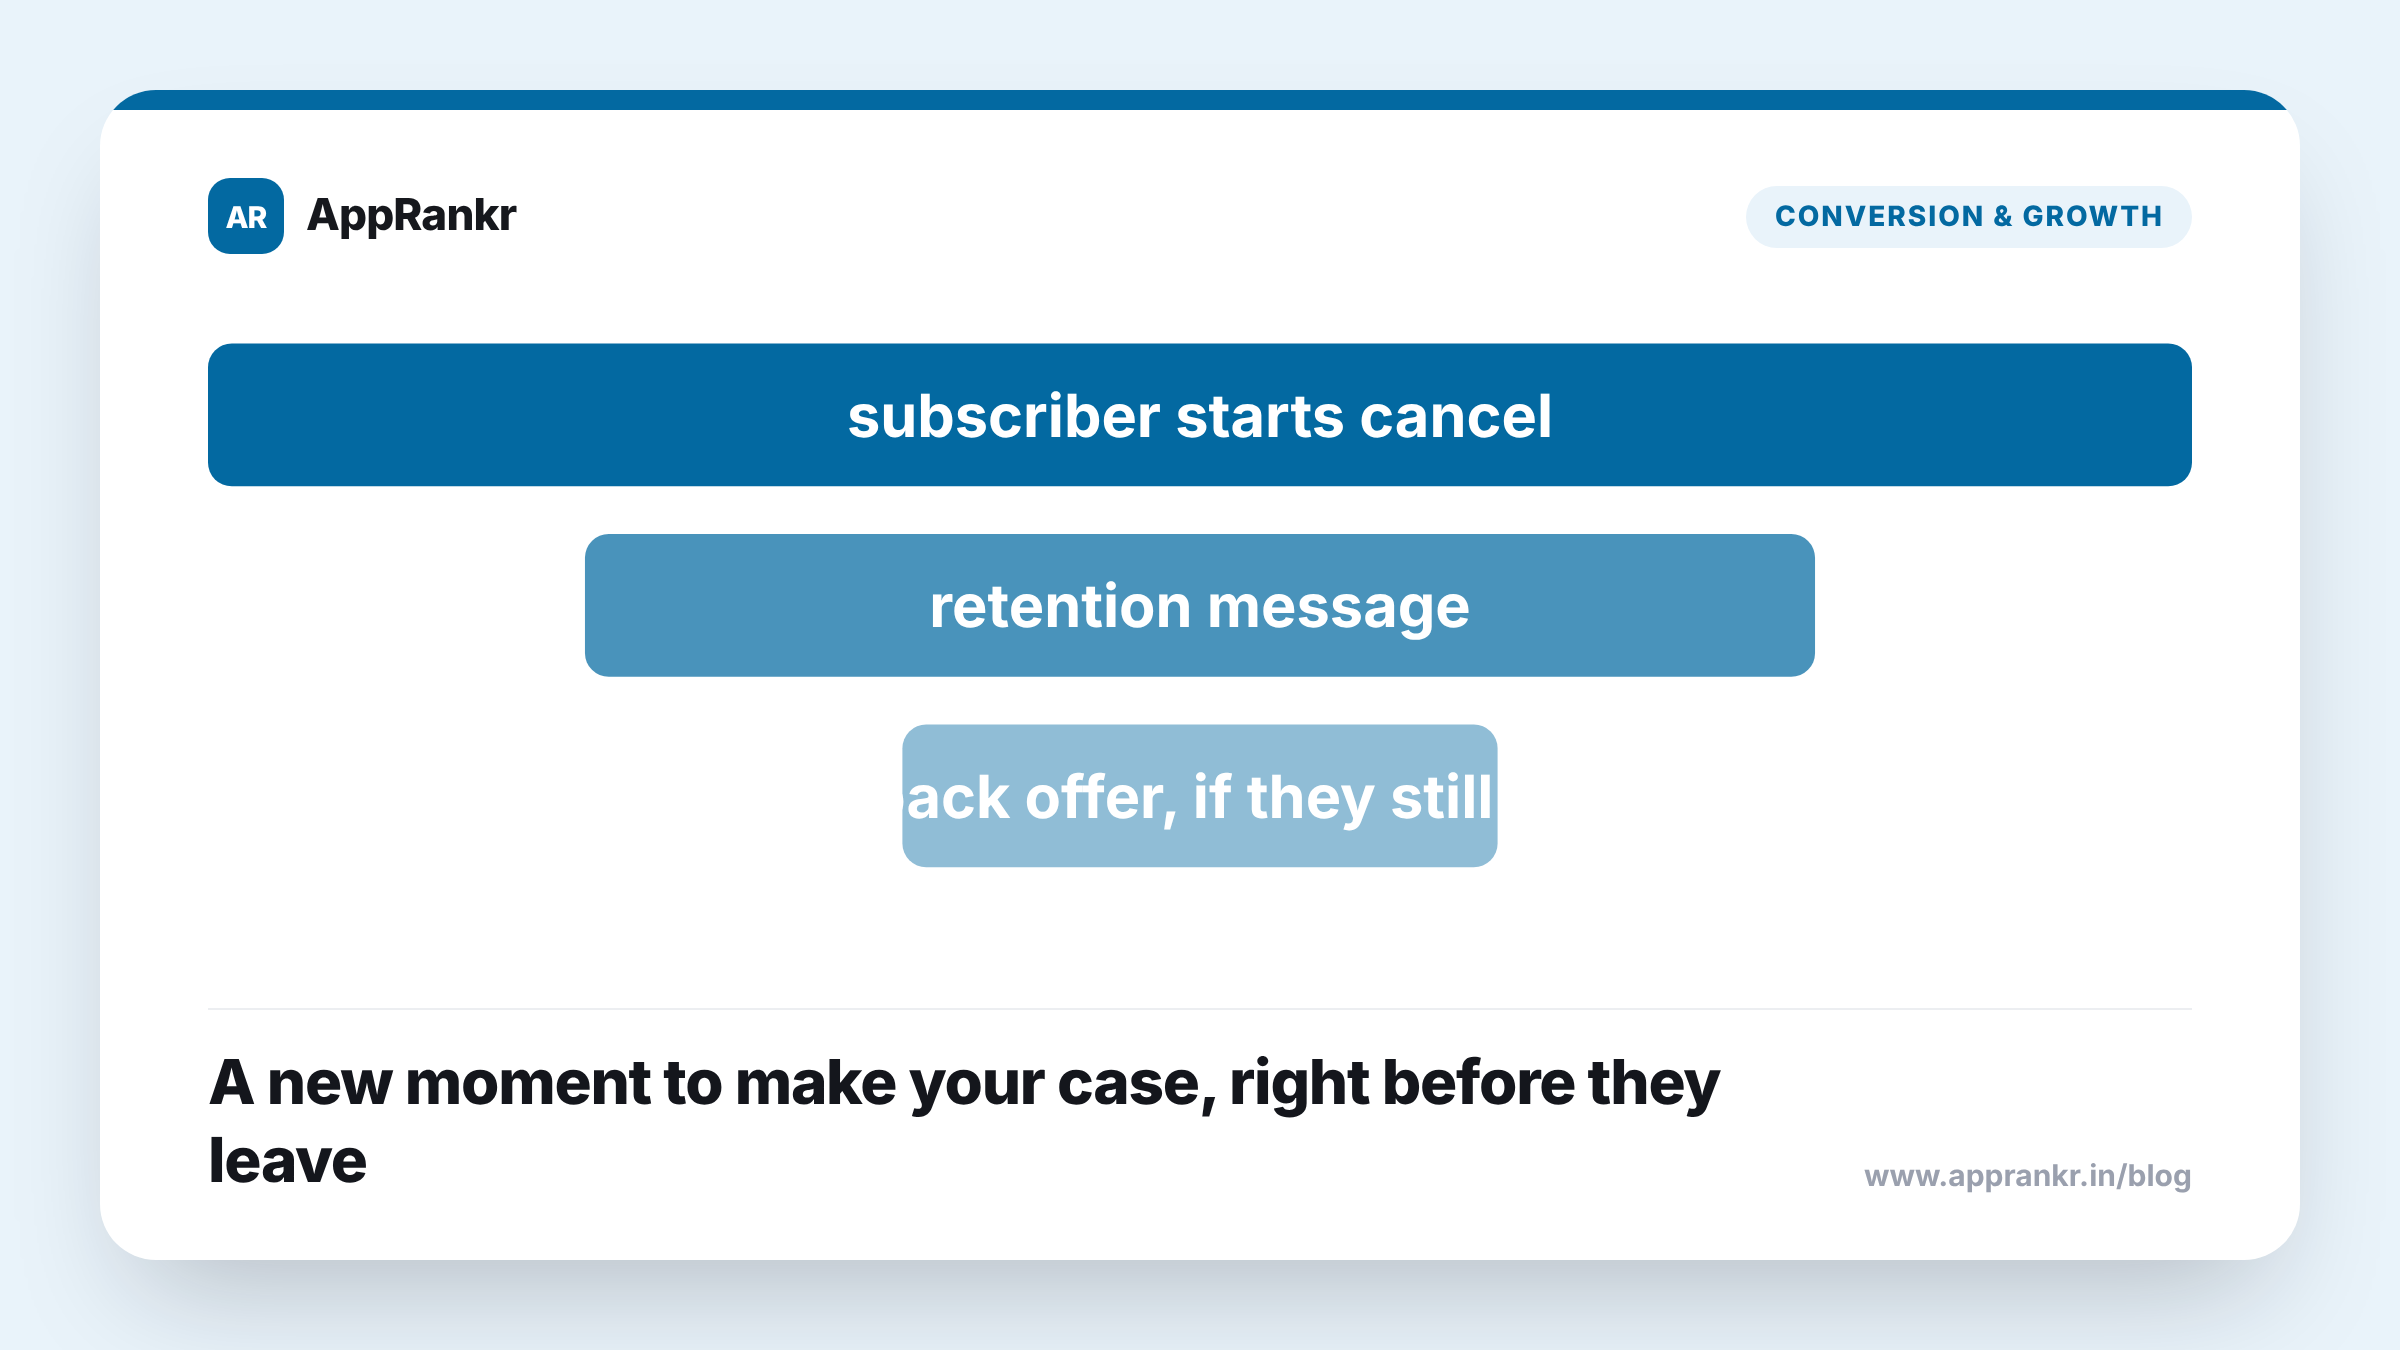 AR AppRankr
CONVERSION & GROWTH
subscriber starts cancel
retention message
ack offer, if they still
A new moment to make your case, right before they
leave
www.apprankr.in/blog